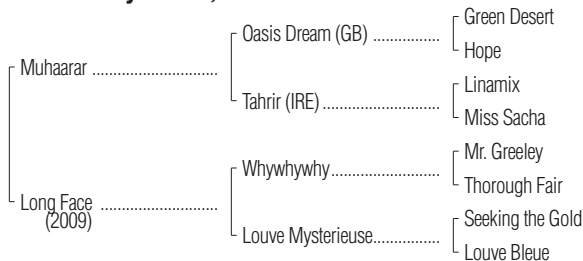 Green Desert
Oasis Dream (GB) ................
Hope
Muhaarar .........................
Linamix
Tahrir (IRE) .......................
Miss Sacha
Mr. Greeley
Whywhywhy.....................
Thorough Fair
Long Face .......................
(2009)
Seeking the Gold
Louve Mysterieuse.............
Louve Bleue